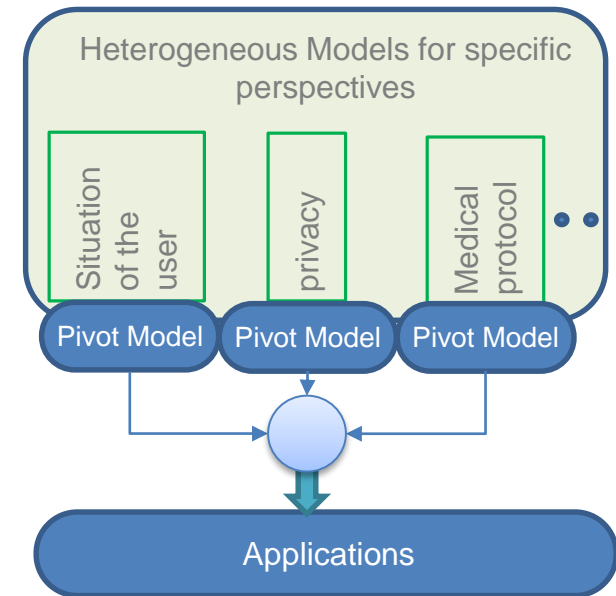 Heterogeneous Models for specific
perspectives
Situation
of the
user
privacy
Medical
protocol
Pivot Model
Pivot Model
Pivot Model
Applications